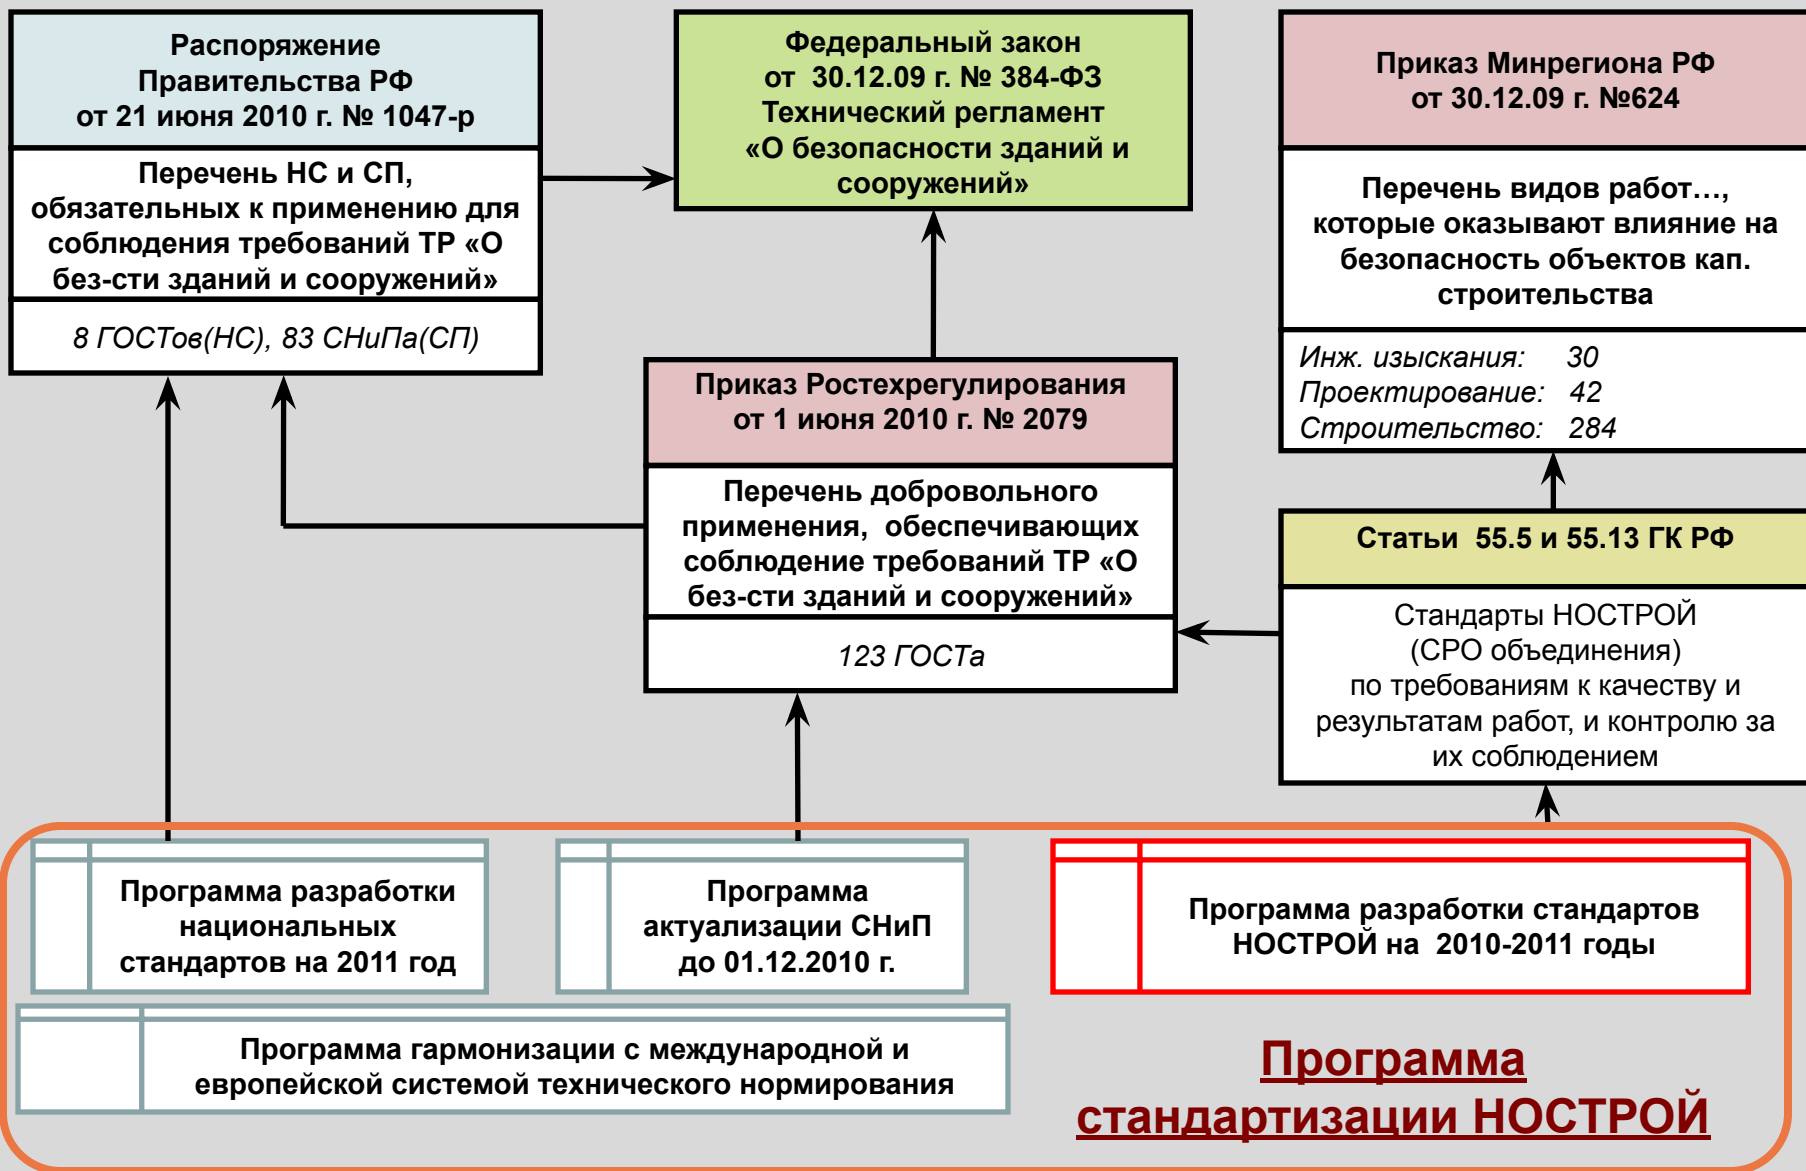 Распоряжение
Правительства РФ
от 21 июня 2010 г. № 1047-р
Перечень НС и СП,
обязательных к применению для
соблюдения требований ТР «О
без-сти зданий и сооружений»
8 ГОСТов(НС), 83 СНиПа(СП)
Федеральный закон
от 30.12.09 г. № 384-ФЗ
Технический регламент
«О безопасности зданий и
сооружений»
Приказ Минрегиона РФ
от 30.12.09 г. №624
Перечень видов работ…,
которые оказывают влияние на
безопасность объектов кап.
строительства
Инж. изыскания: 30
Проектирование: 42
Строительство: 284
Приказ Ростехрегулирования
от 1 июня 2010 г. № 2079
Перечень добровольного
применения, обеспечивающих
соблюдение требований ТР «О
без-сти зданий и сооружений»
123 ГОСТа
Статьи 55.5 и 55.13 ГК РФ
Стандарты НОСТРОЙ
(СРО объединения)
по требованиям к качеству и
результатам работ, и контролю за
их соблюдением
Программа разработки
национальных
стандартов на 2011 год
Программа
актуализации СНиП
до 01.12.2010 г.
Программа разработки стандартов
НОСТРОЙ на 2010-2011 годы
Программа гармонизации с международной и
европейской системой технического нормирования
Программа
стандартизации НОСТРОЙ